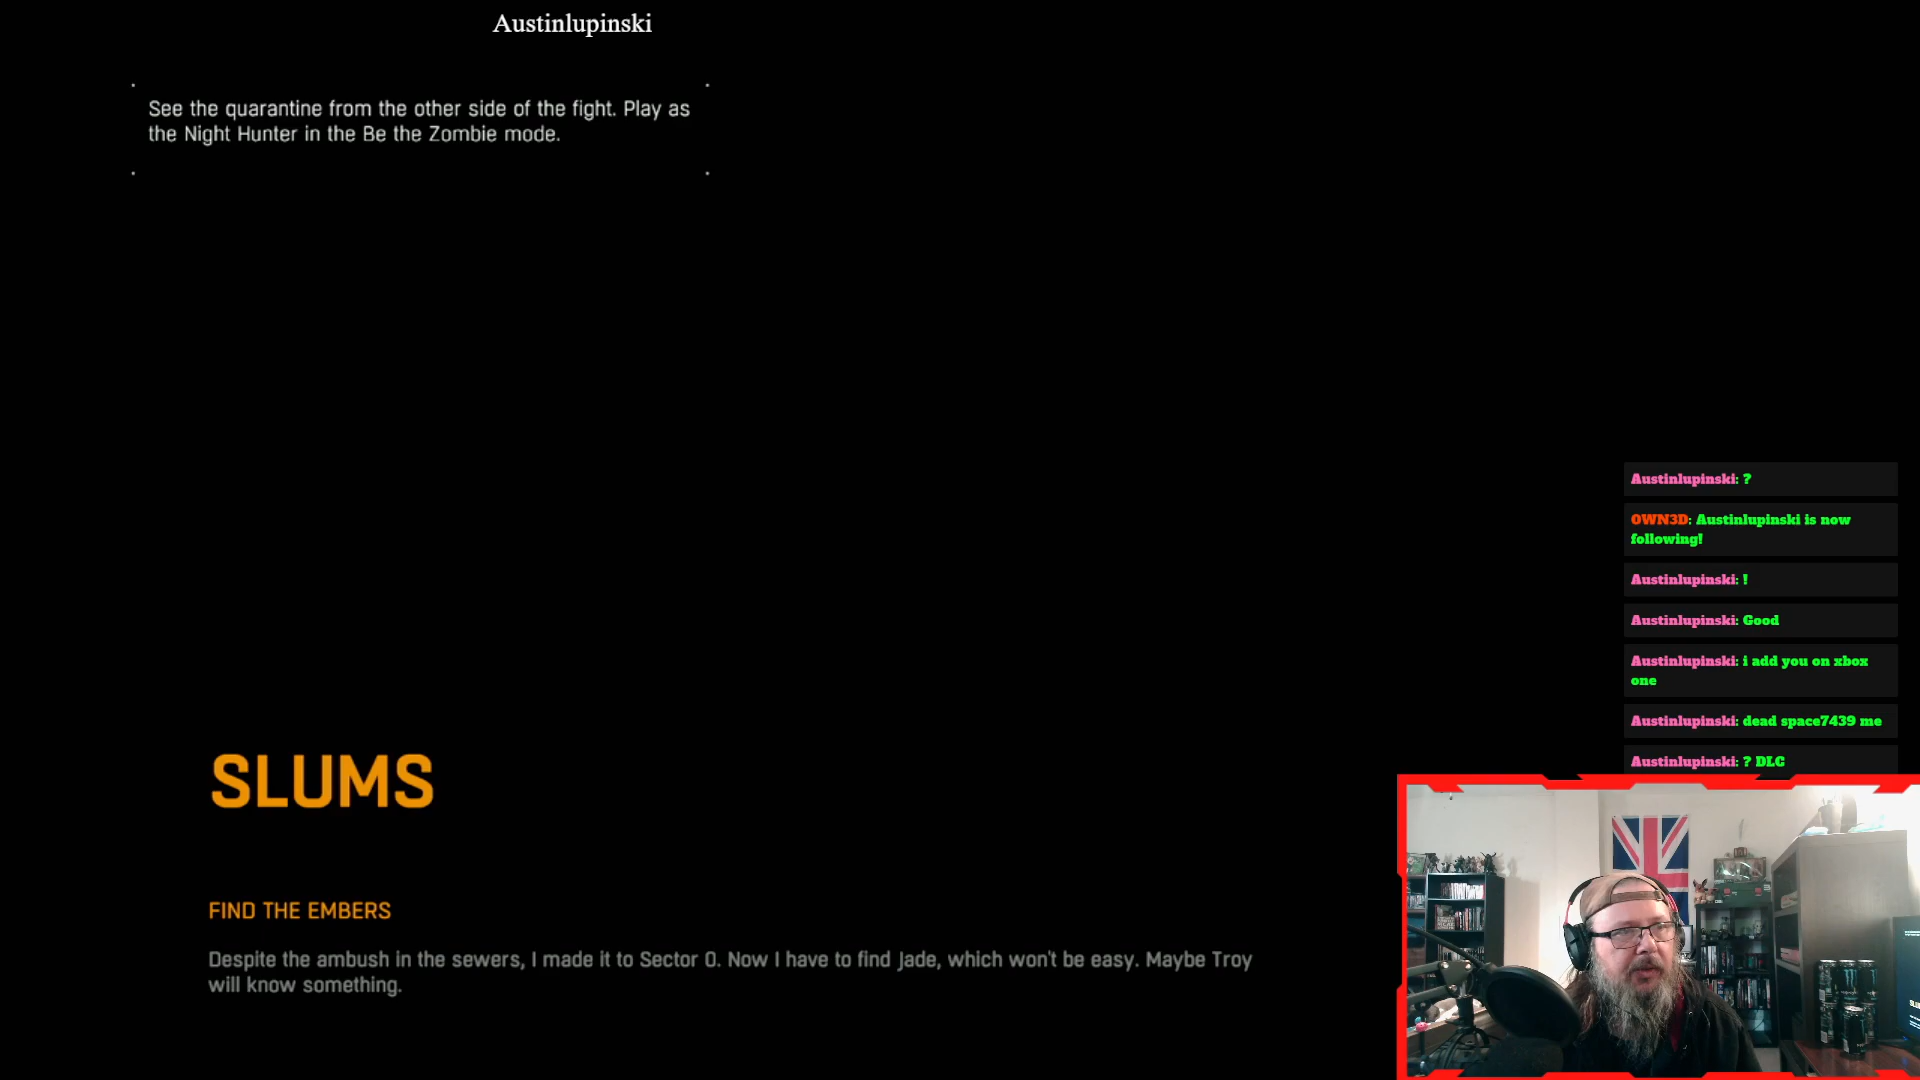 Austinlupinski
See the quarantine from the other side of the fight. Play as
the Night Hunter in the Be the Zombie mode.
Austinlupinski: ?
OWN3D: Austinlupinski is now
following!
Austinlupinski: !
Austinlupinski: Good
Austinlupinski: i add you on xbox
one
Austinlupinski: dead space7439 me
Austinlupinski: ? DLC
SLUMS
FIND THE EMBERS
Despite the ambush in the sewers, I made it to Sector 0. Now I have to find Jade, which won't be easy. Maybe Troy
will know something.